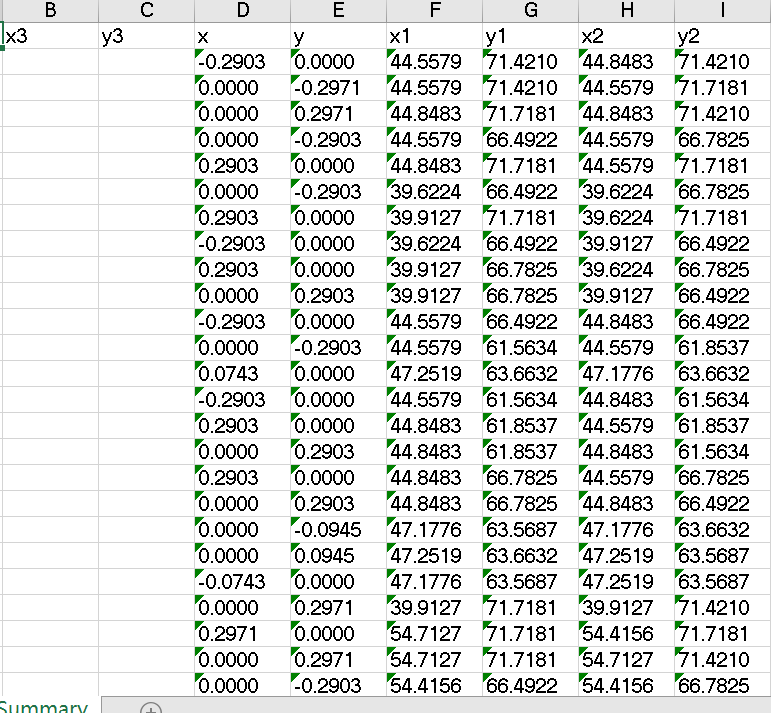 B C D E F G H I
x3 y3 x y x1 y1 x2 y2
-0.2903 0.0000 44.5579 71.4210 44.8483 71.4210
0.0000 -0.2971 44.5579 71.4210 44.5579 71.7181
0.0000 0.2971 44.8483 71.7181 44.8483 71.4210
0.0000 -0.2903 44.5579 66.4922 44.5579 66.7825
0.2903 0.0000 44.8483 71.7181 44.5579 71.7181
0.0000 -0.2903 39.6224 66.4922 39.6224 66.7825
0.2903 0.0000 39.9127 71.7181 39.6224 71.7181
-0.2903 0.0000 39.6224 66.4922 39.9127 66.4922
0.2903 0.0000 39.9127 66.7825 39.6224 66.7825
0.0000 0.2903 39.9127 66.7825 39.9127 66.4922
-0.2903 0.0000 44.5579 66.4922 44.8483 66.4922
0.0000 -0.2903 44.5579 61.5634 44.5579 61.8537
0.0743 0.0000 47.2519 63.6632 47.1776 63.6632
-0.2903 0.0000 44.5579 61.5634 44.8483 61.5634
0.2903 0.0000 44.8483 61.8537 44.5579 61.8537
0.0000 0.2903 44.8483 61.8537 44.8483 61.5634
0.2903 0.0000 44.8483 66.7825 44.5579 66.7825
0.0000 0.2903 44.8483 66.7825 44.8483 66.4922
0.0000 -0.0945 47.1776 63.5687 47.1776 63.6632
0.0000 0.0945 47.2519 63.6632 47.2519 63.5687
-0.0743 0.0000 47.1776 63.5687 47.2519 63.5687
0.0000 0.2971 39.9127 71.7181 39.9127 71.4210
0.2971 0.0000 54.7127 71.7181 54.4156 71.7181
0.0000 0.2971 54.7127 71.7181 54.7127 71.4210
0.0000 -0.2903 54.4156 66.4922 54.4156 66.7825
Summary